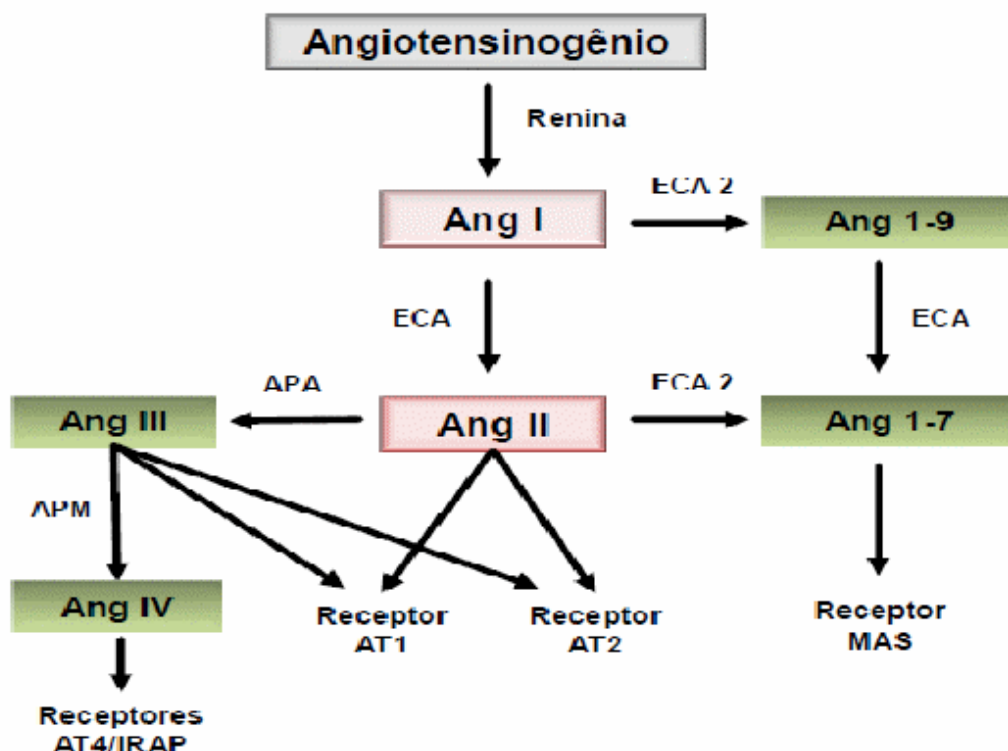 Angiotensinogênio
Renina
ECA 2
Ang I
Ang 1-9
ECA
ECA
APA
ECA 2
Ang III
Ang II
Ang 1-7
APM
Ang IV
Receptor
AT1
Receptor
AT2
Receptor
MAS
Receptores
AT4/IRAP